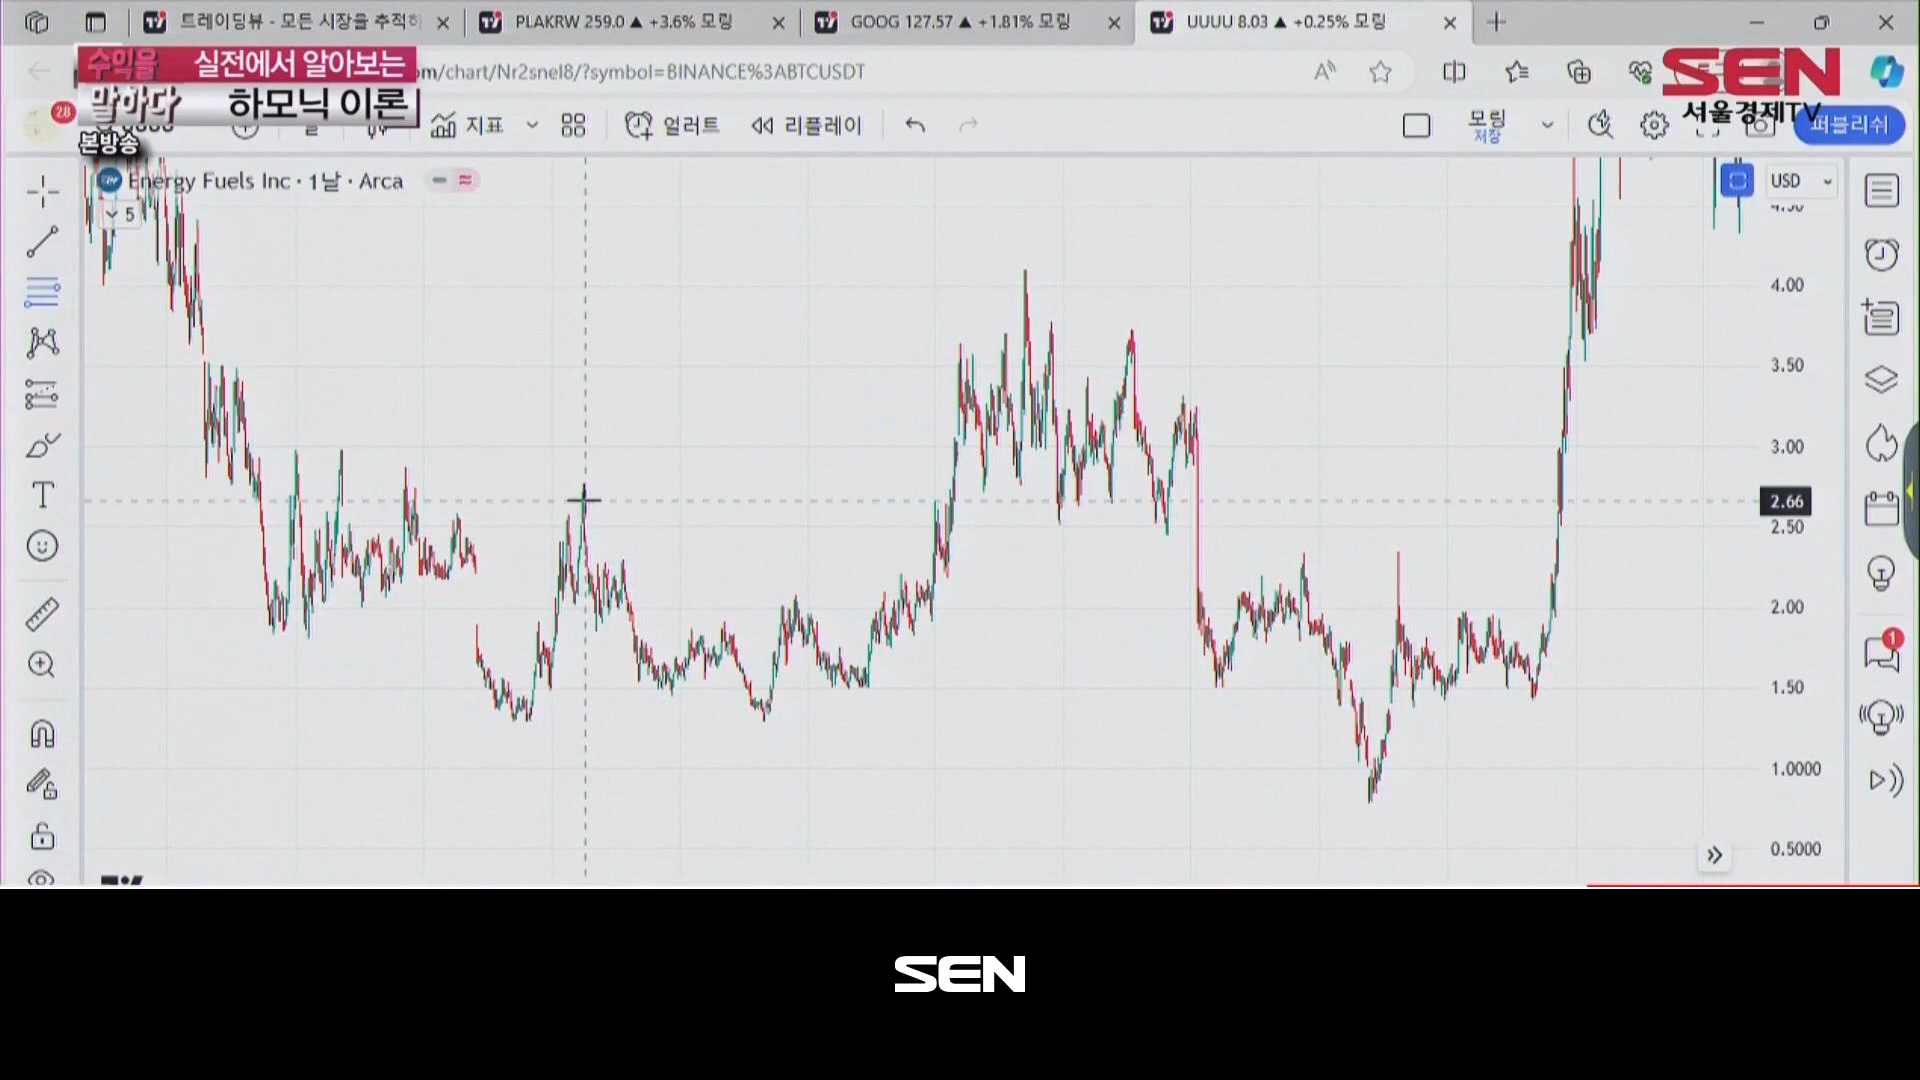 트레이딩뷰 - 모든 시장을 추적하
PLAKRW 259.0 ▲ +3.6% 모링
GOOG 127.57 ▲ +1.81% 모링
UUUU 8.03 ▲ +0.25% 모링
수익을 말하다
본방송
실전에서 알아보는
하모닉 이론
om/chart/Nr2snel8/?symbol=BINANCE%3ABTCUSDT
SEN
서울경제TV
28
지표
얼러트
리플레이
모링
저장
퍼블리쉬
Energy Fuels Inc · 1날 · Arca
5
USD
4.50
4.00
3.50
3.00
2.66
2.50
2.00
1.50
1.0000
0.5000
1
SEN